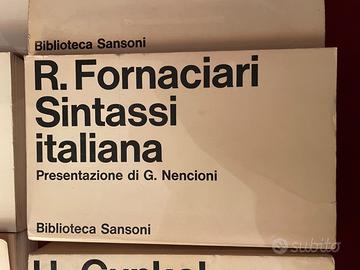 Biblioteca Sansoni
R. Fornaciari
Sintassi
italiana
Presentazione di G. Nencioni
Biblioteca Sansoni
subito